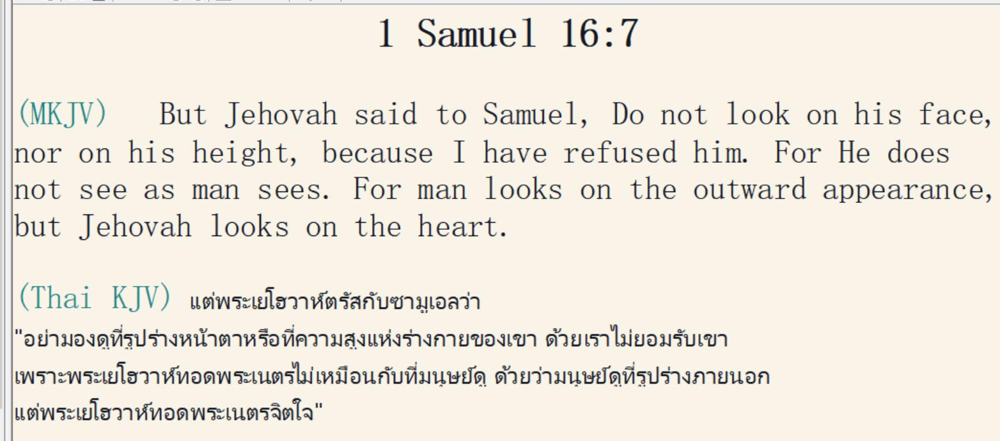 1 Samuel 16:7
(MKJV) But Jehovah said to Samuel, Do not look on his face,
nor on his height, because I have refused him. For He does
not see as man sees. For man looks on the outward appearance,
but Jehovah looks on the heart.
(Thai KJV) แต่พระเยโฮวาห์ตรัสกับซามูเอลว่า
"อย่ามองดูที่รูปร่างหน้าตาหรือที่ความสูงแห่งร่างกายของเขา ด้วยเราไม่ยอมรับเขา
เพราะพระเยโฮวาห์ทอดพระเนตรไม่เหมือนกับที่มนุษย์ดู ด้วยว่ามนุษย์ดูที่รูปร่างภายนอก
แต่พระเยโฮวาห์ทอดพระเนตรจิตใจ"